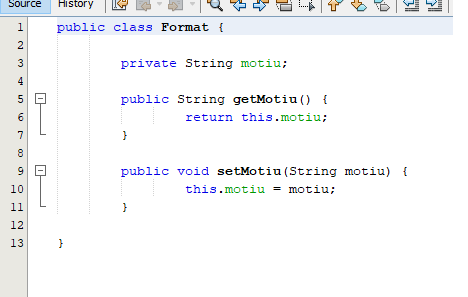 Source History
1 public class Format {
2
3 private String motiu;
4
5 public String getMotiu() {
6 return this.motiu;
7 }
8
9 public void setMotiu(String motiu) {
10 this.motiu = motiu;
11 }
12
13 }